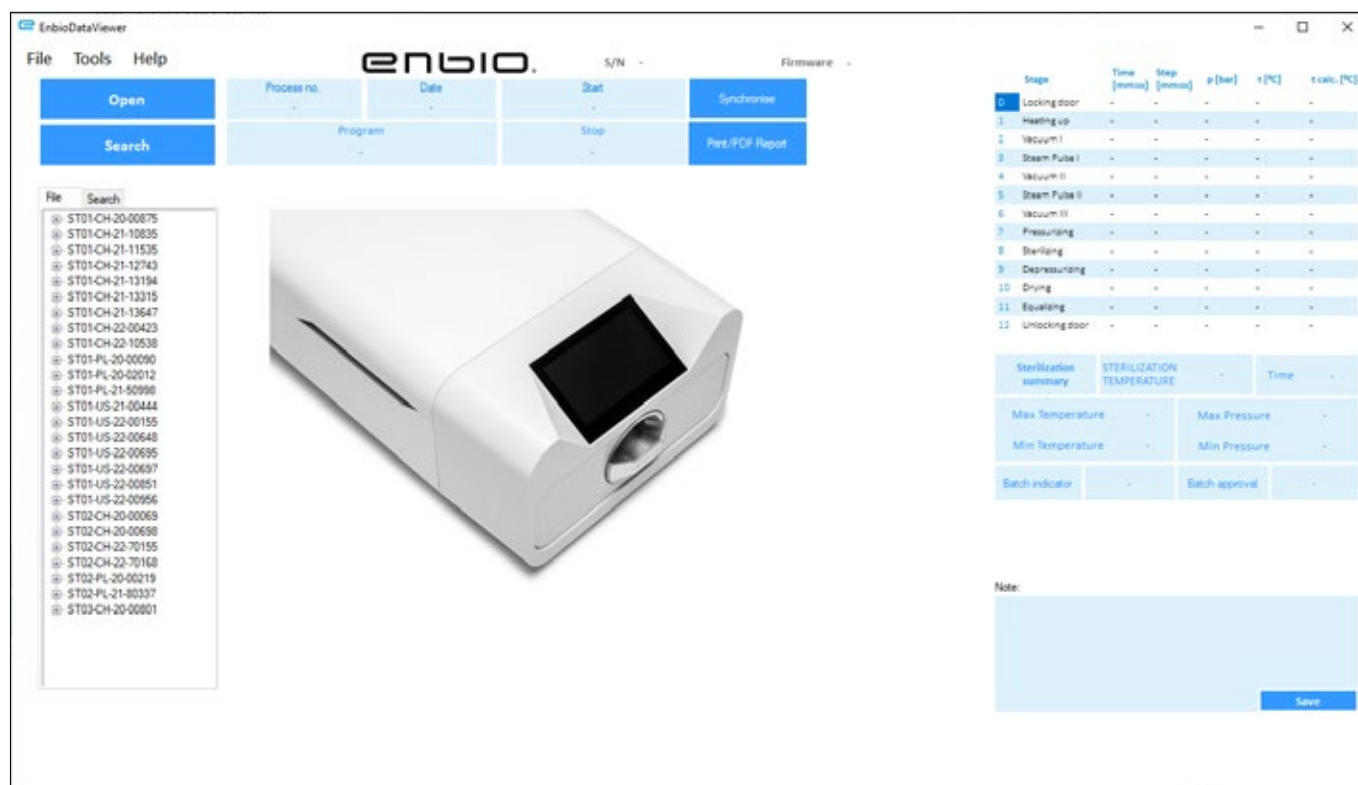 EnbioDataViewer
File Tools Help
enbio.
S/N -
Firmware -
Open
Process no.
-
Date
-
Start
-
Synchronise
Search
Program
-
Stop
-
Print/PDF Report
File Search
ST01-CH-20-00875
ST01-CH-21-10835
ST01-CH-21-11535
ST01-CH-21-12743
ST01-CH-21-13194
ST01-CH-21-13315
ST01-CH-21-13647
ST01-CH-22-00423
ST01-CH-22-10538
ST01-PL-20-00090
ST01-PL-20-02012
ST01-PL-21-50998
ST01-US-21-00444
ST01-US-22-00155
ST01-US-22-00648
ST01-US-22-00695
ST01-US-22-00697
ST01-US-22-00851
ST01-US-22-00956
ST02-CH-20-00069
ST02-CH-20-00698
ST02-CH-22-70155
ST02-CH-22-70168
ST02-PL-20-00219
ST02-PL-21-80337
ST03-CH-20-00801
Stage Time [mm:ss] Step [mm:ss] p [bar] t [°C] t calc. [°C]
0 Locking door - - - - -
1 Heating up - - - - -
2 Vacuum I - - - - -
3 Steam Pulse I - - - - -
4 Vacuum II - - - - -
5 Steam Pulse II - - - - -
6 Vacuum III - - - - -
7 Pressurizing - - - - -
8 Sterilizing - - - - -
9 Depressurizing - - - - -
10 Drying - - - - -
11 Equalizing - - - - -
12 Unlocking door - - - - -
Sterilization summary
STERILIZATION TEMPERATURE -
Time -
Max Temperature - Max Pressure -
Min Temperature - Min Pressure -
Batch indicator - Batch approval -
Note:
Save